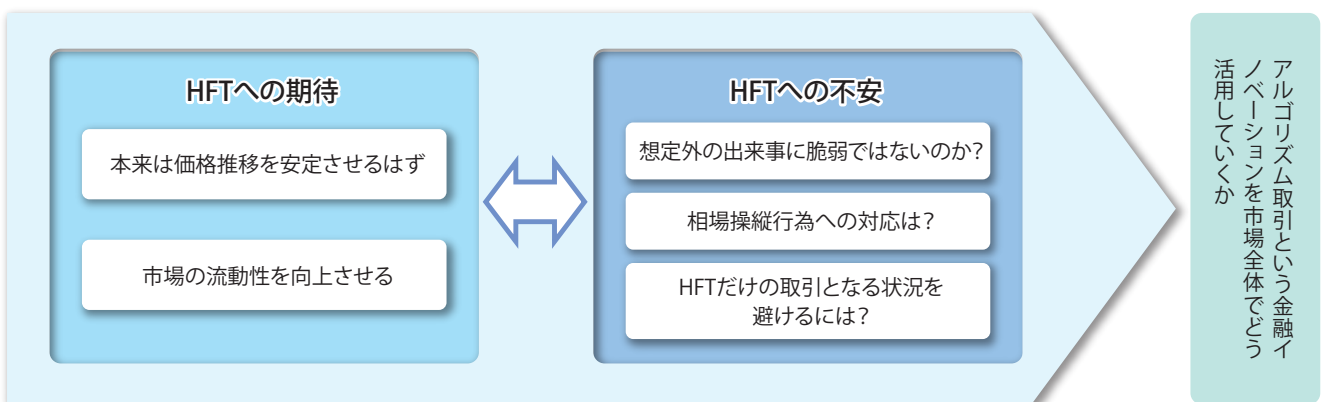 HFTへの期待
本来は価格推移を安定させるはず
市場の流動性を向上させる
HFTへの不安
想定外の出来事に脆弱ではないのか?
相場操縦行為への対応は?
HFTだけの取引となる状況を
避けるには?
アルゴリズム取引という金融イ
ノベーションを市場全体でどう
活用していくか